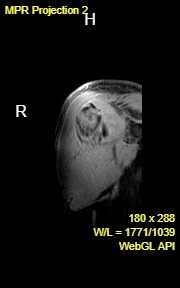 MPR Projection 2
H
R
180 x 288
W/L = 1771/1039
WebGL API